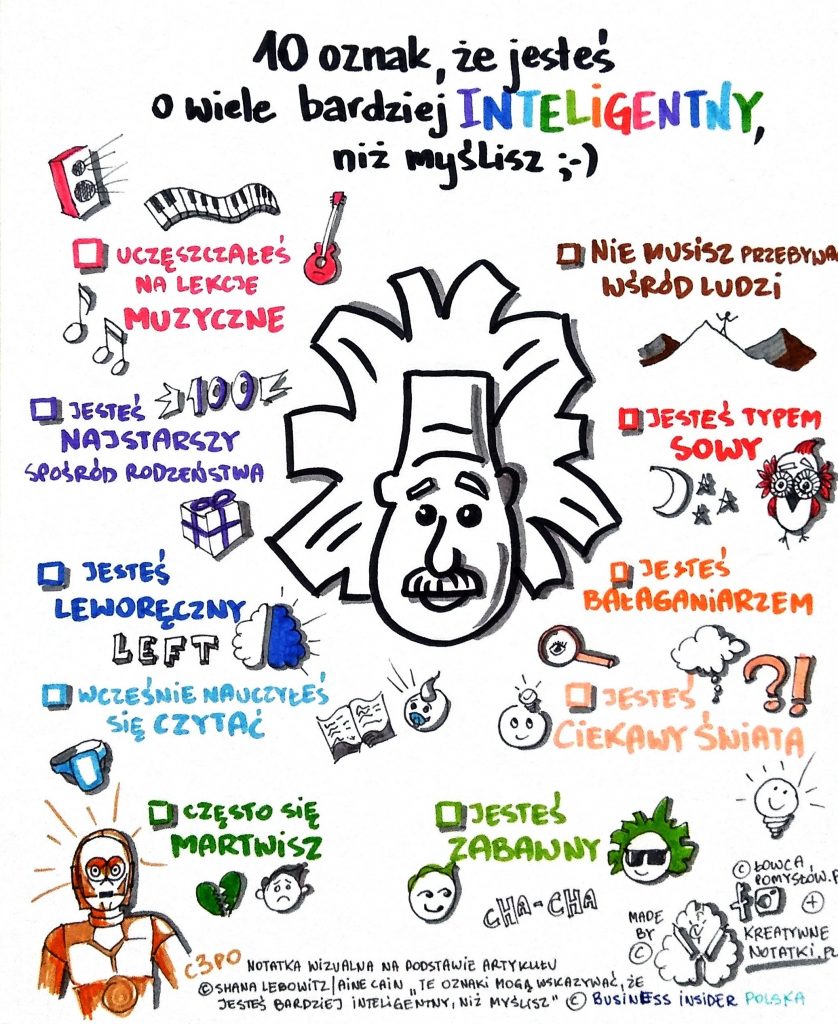 10 oznak, że jesteś
o wiele bardziej INTELIGENTNY,
niż myślisz ;-)
UCZĘSZCZAŁEŚ
NA LEKCJE
MUZYCZNE
NIE MUSISZ PRZEBYWA
WŚRÓD LUDZI
100
JESTEŚ
NAJSTARSZY
SPOŚRÓD RODZEŃSTWA
JESTEŚ TYPEM
SOWY
JESTEŚ
LEWORĘCZNY
LEFT
JESTEŚ
BAŁAGANIARZEM
?!
WCZEŚNIE NAUCZYŁEŚ
SIĘ CZYTAĆ
JESTEŚ
CIEKAWY ŚWIATA
CZĘSTO SIĘ
MARTWISZ
JESTEŚ
ZABAWNY
CHA-CHA
© ŁOWCA
POMYSŁÓW.P
MADE
BY
©
KREATYWNE
NOTATKI.PL
C3PO
NOTATKA WIZUALNA NA PODSTAWIE ARTYKUŁU
© SHANA LEBOWITZ/AINE CAIN „TE OZNAKI MOGĄ WSKAZYWAĆ, ŻE
JESTEŚ BARDZIEJ INTELIGENTNY, NIŻ MYŚLISZ" © BUSINESS INSIDER POLSKA